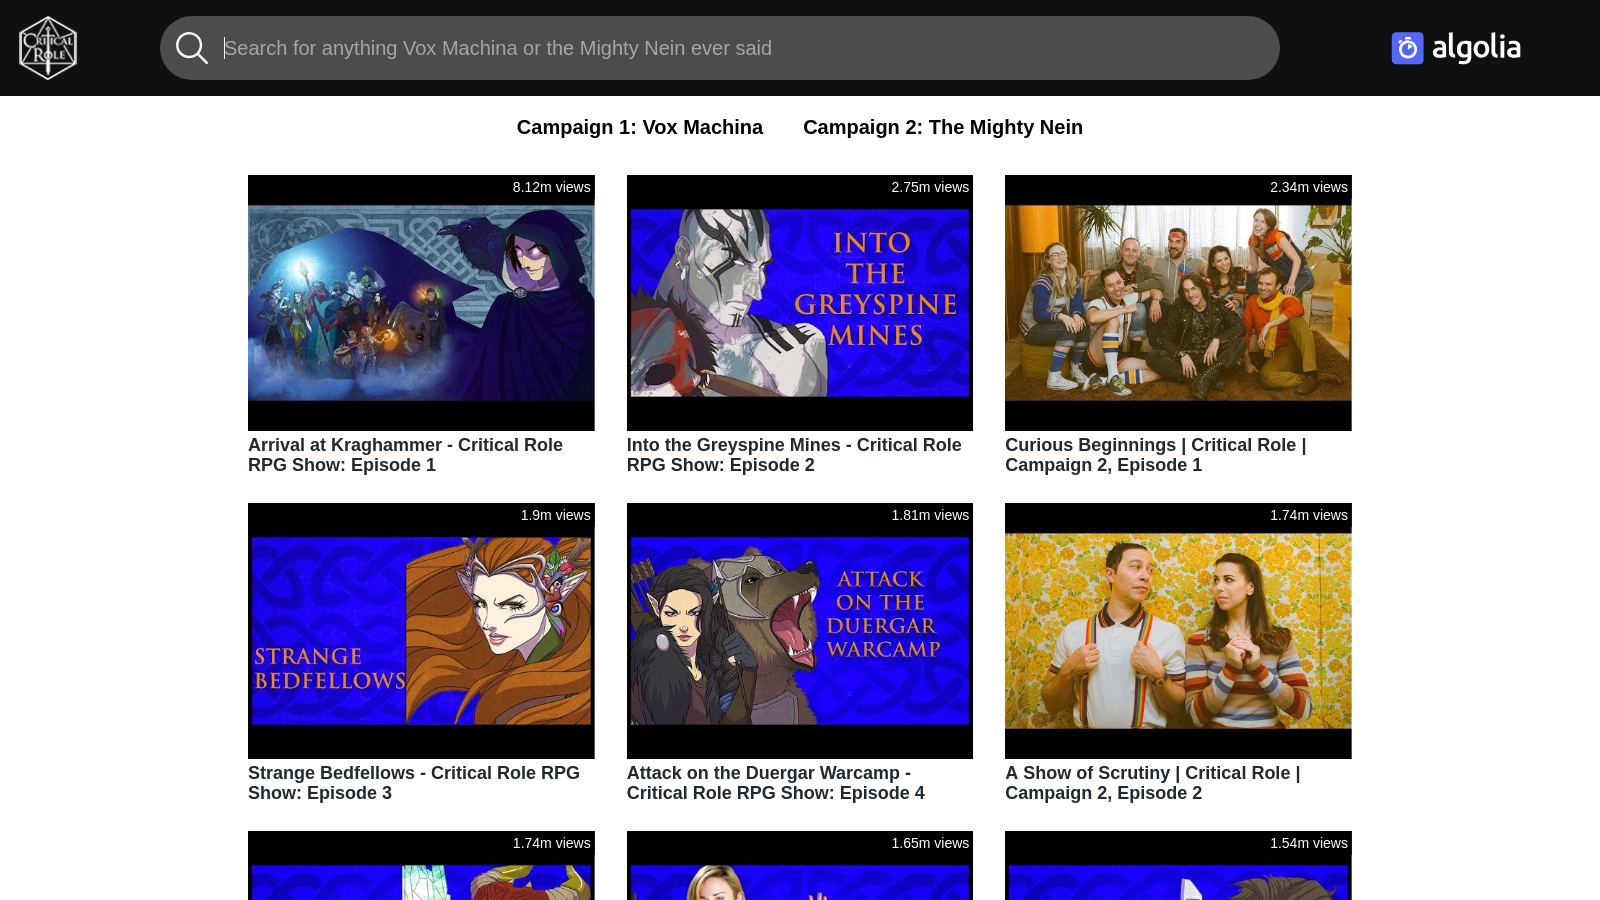 CRITICAL ROLE
Search for anything Vox Machina or the Mighty Nein ever said
algolia
Campaign 1: Vox Machina
Campaign 2: The Mighty Nein
8.12m views
2.75m views
INTO
THE
GREYSPINE
MINES
2.34m views
Arrival at Kraghammer - Critical Role
RPG Show: Episode 1
Into the Greyspine Mines - Critical Role
RPG Show: Episode 2
Curious Beginnings | Critical Role |
Campaign 2, Episode 1
1.9m views
STRANGE
BEDFELLOWS
1.81m views
ATTACK
ON THE
DUERGAR
WARCAMP
1.74m views
Strange Bedfellows - Critical Role RPG
Show: Episode 3
Attack on the Duergar Warcamp -
Critical Role RPG Show: Episode 4
A Show of Scrutiny | Critical Role |
Campaign 2, Episode 2
1.74m views
1.65m views
1.54m views